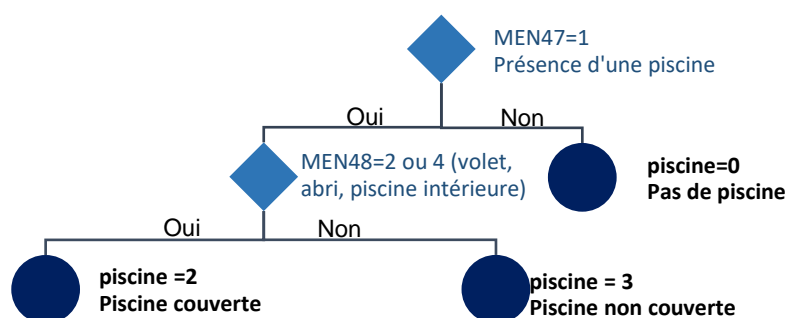 MEN47=1
Présence d'une piscine
Oui
Non
MEN48=2 ou 4 (volet,
abri, piscine intérieure)
piscine=0
Pas de piscine
Oui
Non
piscine =2
Piscine couverte
piscine = 3
Piscine non couverte